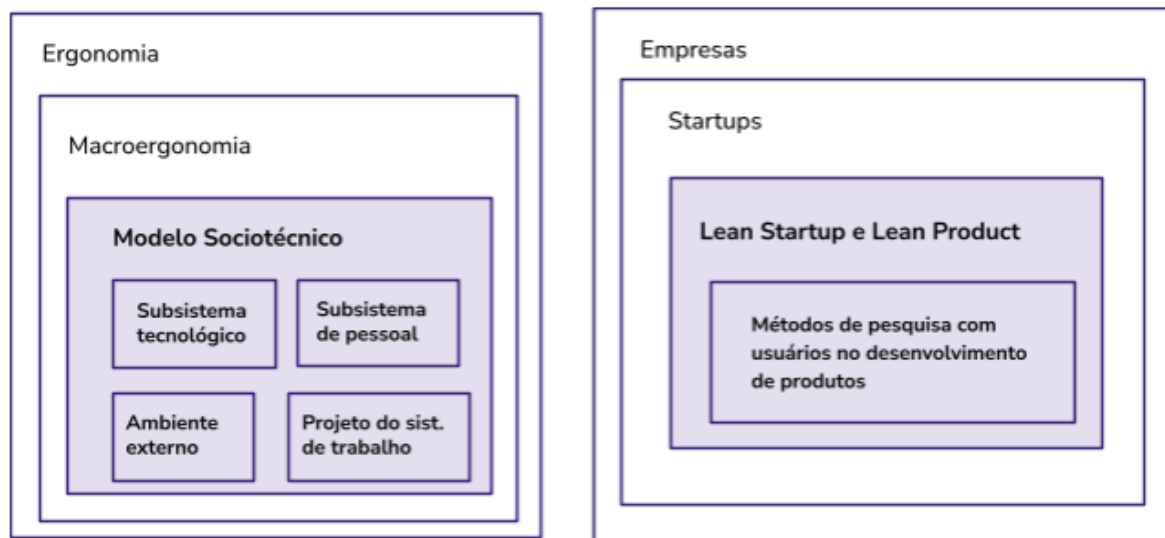 Ergonomia
Macroergonomia
Modelo Sociotécnico
Subsistema
tecnológico
Subsistema
de pessoal
Ambiente
externo
Projeto do sist.
de trabalho
Empresas
Startups
Lean Startup e Lean Product
Métodos de pesquisa com
usuários no desenvolvimento
de produtos